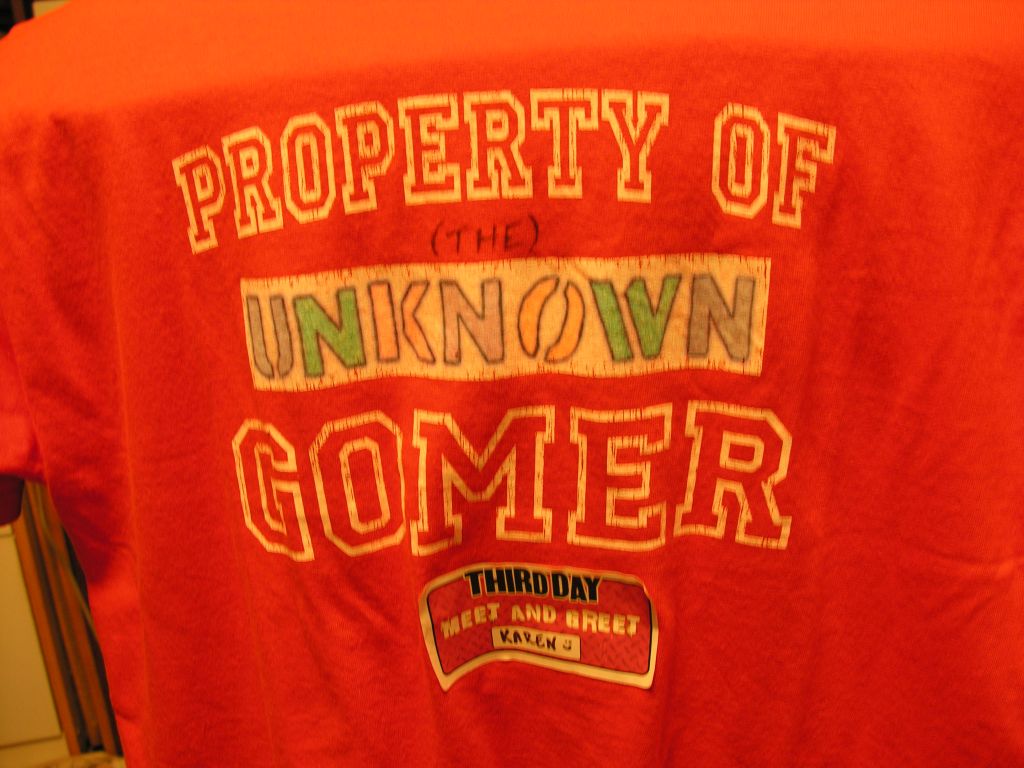 PROPERTY OF
(THE)
UNKNOWN
GOMER
THIRD DAY
MEET AND GREET
KAREN